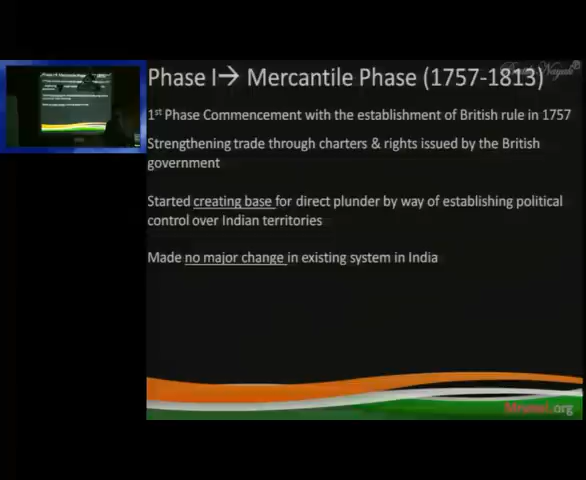 Phase I→ Mercantile Phase (1757-1813)
1st Phase Commencement with the establishment of British rule in 1757
Strengthening trade through charters & rights issued by the British
government
Started creating base for direct plunder by way of establishing political
control over Indian territories
Made no major change in existing system in India
Mrunal.org